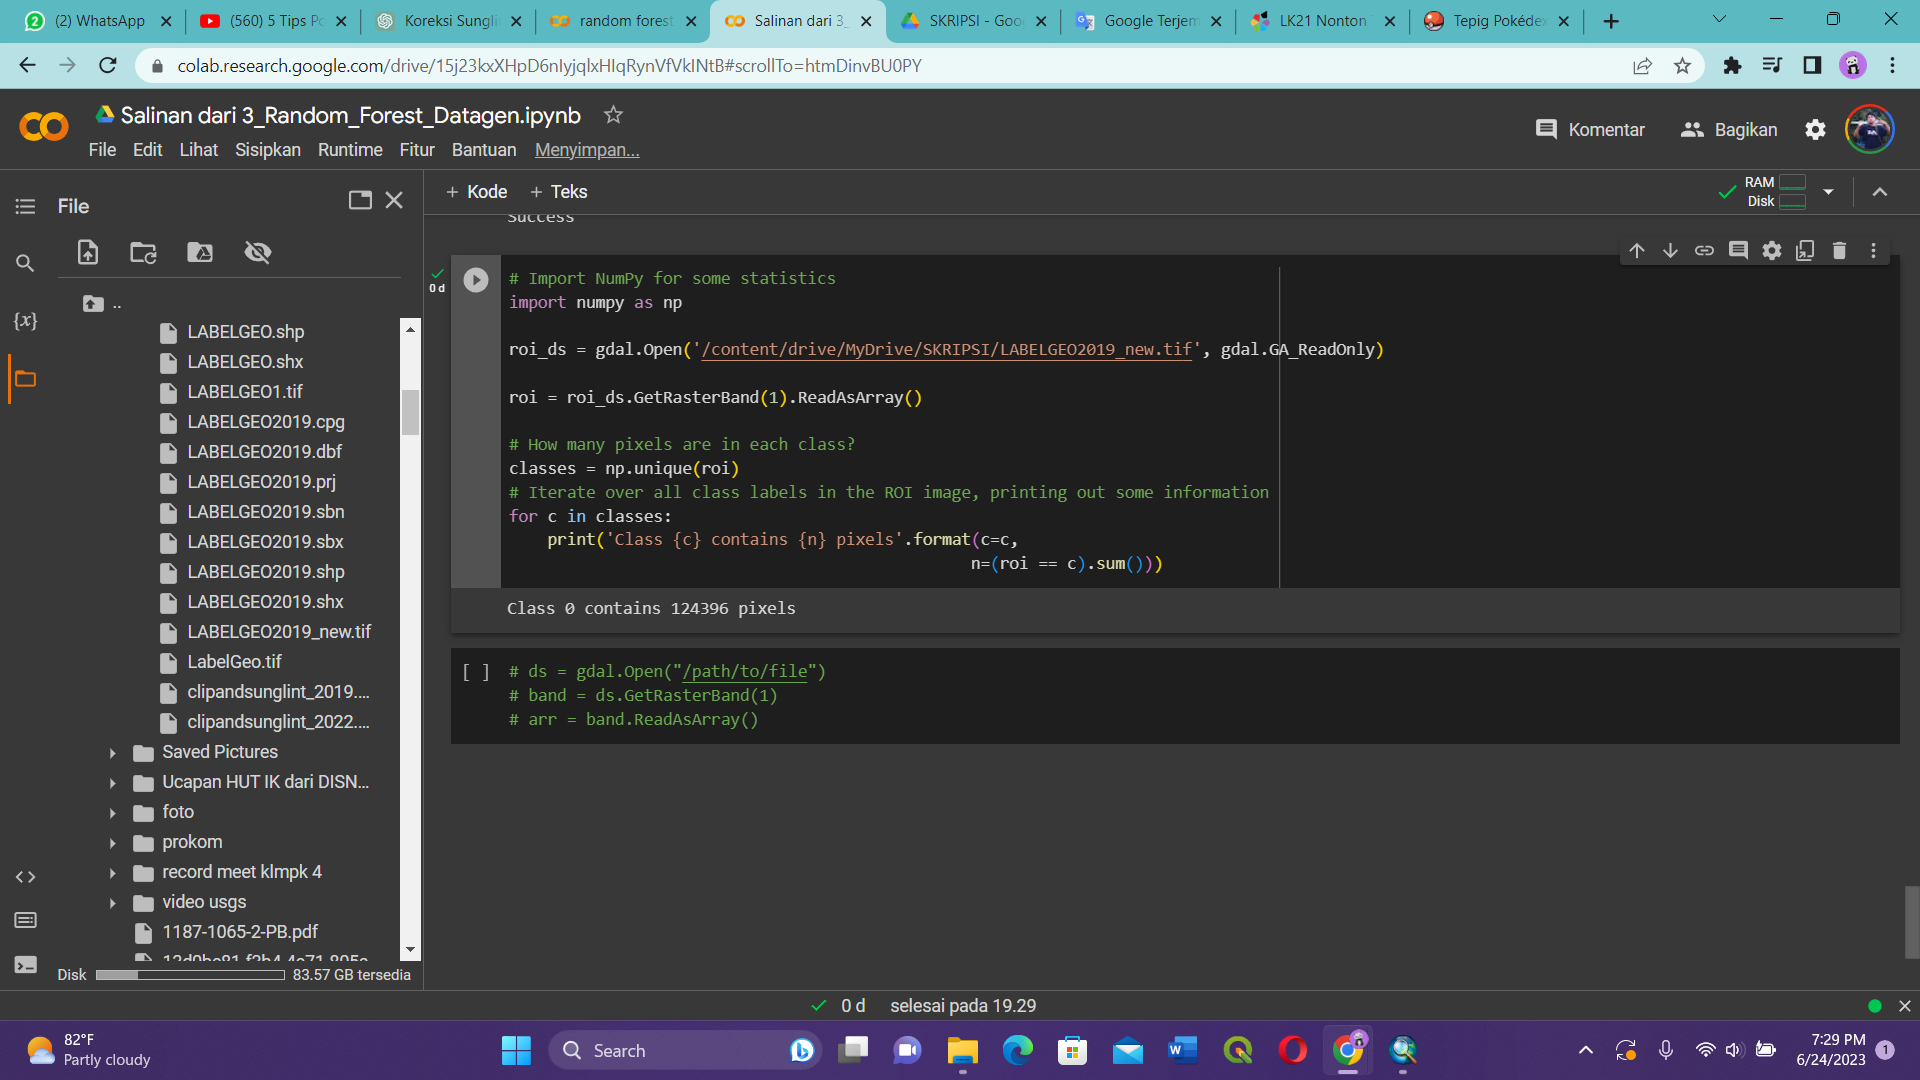 (2) WhatsApp
(560) 5 Tips Po
Koreksi Sungli
random forest
Salinan dari 3_
SKRIPSI - Goo
Google Terjem
LK21 Nonton
Tepig Pokédex
colab.research.google.com/drive/15j23kxXHpD6nIyjqlxHIqRynVfVkINtB#scrollTo=htmDinvBU0PY
Salinan dari 3_Random_Forest_Datagen.ipynb
Komentar
Bagikan
File Edit Lihat Sisipkan Runtime Fitur Bantuan Menyimpan...
+ Kode + Teks
RAM
Disk
File
..
LABELGEO.shp
LABELGEO.shx
LABELGEO1.tif
LABELGEO2019.cpg
LABELGEO2019.dbf
LABELGEO2019.prj
LABELGEO2019.sbn
LABELGEO2019.sbx
LABELGEO2019.shp
LABELGEO2019.shx
LABELGEO2019_new.tif
LabelGeo.tif
clipandsunglint_2019....
clipandsunglint_2022....
Saved Pictures
Ucapan HUT IK dari DISN...
foto
prokom
record meet klmpk 4
video usgs
1187-1065-2-PB.pdf
Disk 83.57 GB tersedia
Success
0 d
# Import NumPy for some statistics
import numpy as np
roi_ds = gdal.Open('/content/drive/MyDrive/SKRIPSI/LABELGEO2019_new.tif', gdal.GA_ReadOnly)
roi = roi_ds.GetRasterBand(1).ReadAsArray()
# How many pixels are in each class?
classes = np.unique(roi)
# Iterate over all class labels in the ROI image, printing out some information
for c in classes:
print('Class {c} contains {n} pixels'.format(c=c,
n=(roi == c).sum()))
Class 0 contains 124396 pixels
[ ] # ds = gdal.Open("/path/to/file")
# band = ds.GetRasterBand(1)
# arr = band.ReadAsArray()
0 d selesai pada 19.29
82°F
Partly cloudy
Search
7:29 PM
6/24/2023
1